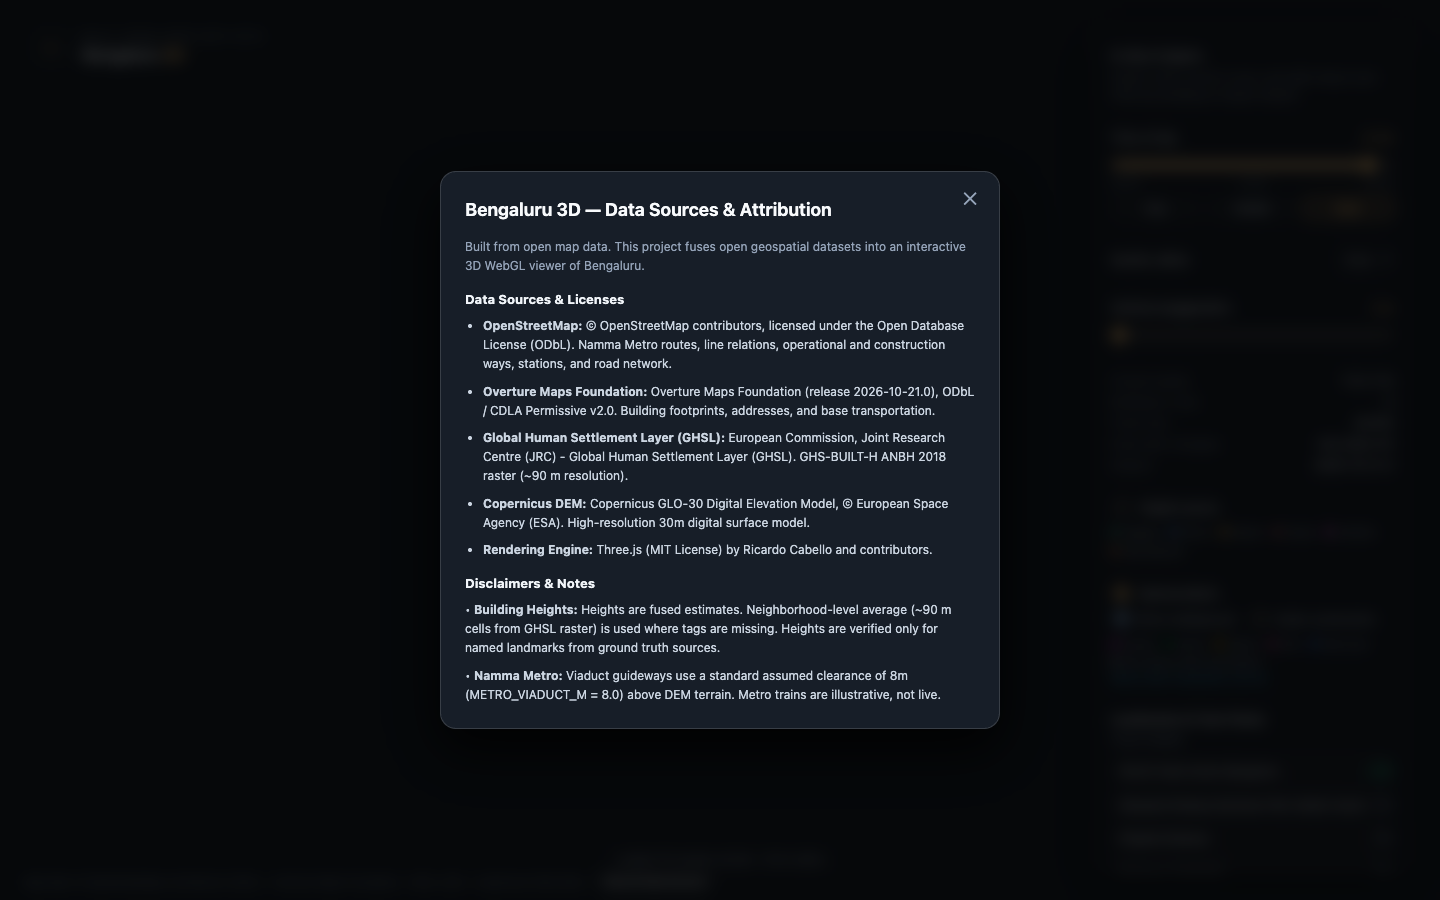 Bengaluru 3D — Data Sources & Attribution
Built from open map data. This project fuses open geospatial datasets into an interactive
3D WebGL viewer of Bengaluru.
Data Sources & Licenses
• OpenStreetMap: © OpenStreetMap contributors, licensed under the Open Database
License (ODbL). Namma Metro routes, line relations, operational and construction
ways, stations, and road network.
• Overture Maps Foundation: Overture Maps Foundation (release 2026-10-21.0), ODbL
/ CDLA Permissive v2.0. Building footprints, addresses, and base transportation.
• Global Human Settlement Layer (GHSL): European Commission, Joint Research
Centre (JRC) - Global Human Settlement Layer (GHSL). GHS-BUILT-H ANBH 2018
raster (~90 m resolution).
• Copernicus DEM: Copernicus GLO-30 Digital Elevation Model, © European Space
Agency (ESA). High-resolution 30m digital surface model.
• Rendering Engine: Three.js (MIT License) by Ricardo Cabello and contributors.
Disclaimers & Notes
• Building Heights: Heights are fused estimates. Neighborhood-level average (~90 m
cells from GHSL raster) is used where tags are missing. Heights are verified only for
named landmarks from ground truth sources.
• Namma Metro: Viaduct guideways use a standard assumed clearance of 8m
(METRO_VIADUCT_M = 8.0) above DEM terrain. Metro trains are illustrative, not live.